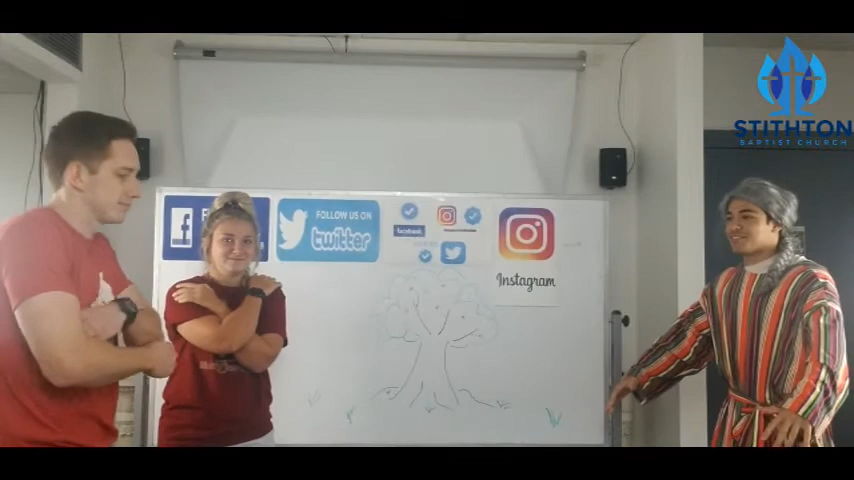 STITHTON
BAPTIST CHURCH
f
FOLLOW US ON
twitter
facebook
Instagram